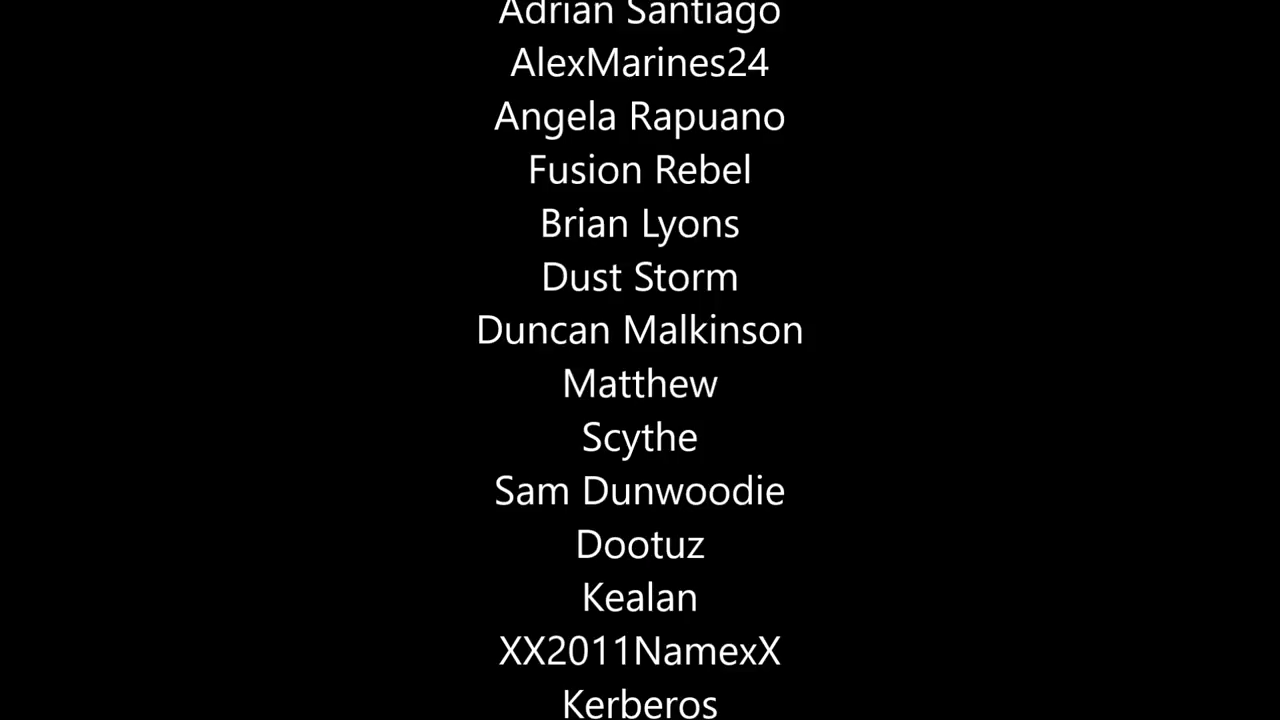 Adrian Santiago
AlexMarines24
Angela Rapuano
Fusion Rebel
Brian Lyons
Dust Storm
Duncan Malkinson
Matthew
Scythe
Sam Dunwoodie
Dootuz
Kealan
XX2011NamexX
Kerberos